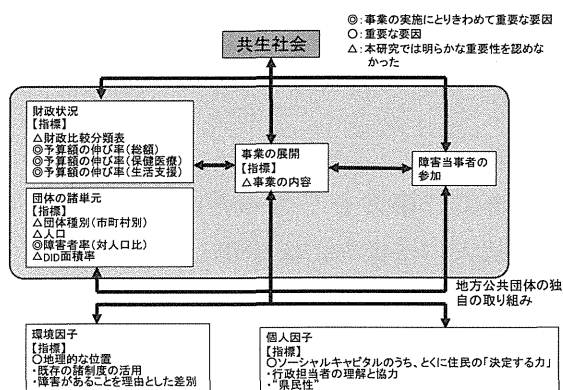 ◎:事業の実施にとりきわめて重要な要因
○:重要な要因
△:本研究では明らかな重要性を認めなかった
共生社会
財政状況
【指標】
△財政比較分類表
◎予算額の伸び率(総額)
◎予算額の伸び率(保健医療)
◎予算額の伸び率(生活支援)
事業の展開
【指標】
△事業の内容
障害当事者の
参加
団体の諸単元
【指標】
△団体種別(市町村別)
△人口
◎障害者率(対人口比)
△DID面積率
地方公共団体の独
自の取り組み
環境因子
【指標】
○地理的な位置
・既存の諸制度の活用
・障害があることを理由とした差別
個人因子
【指標】
○ソーシャルキャピタルのうち、とくに住民の「決定する力」
・行政担当者の理解と協力
・"県民性"